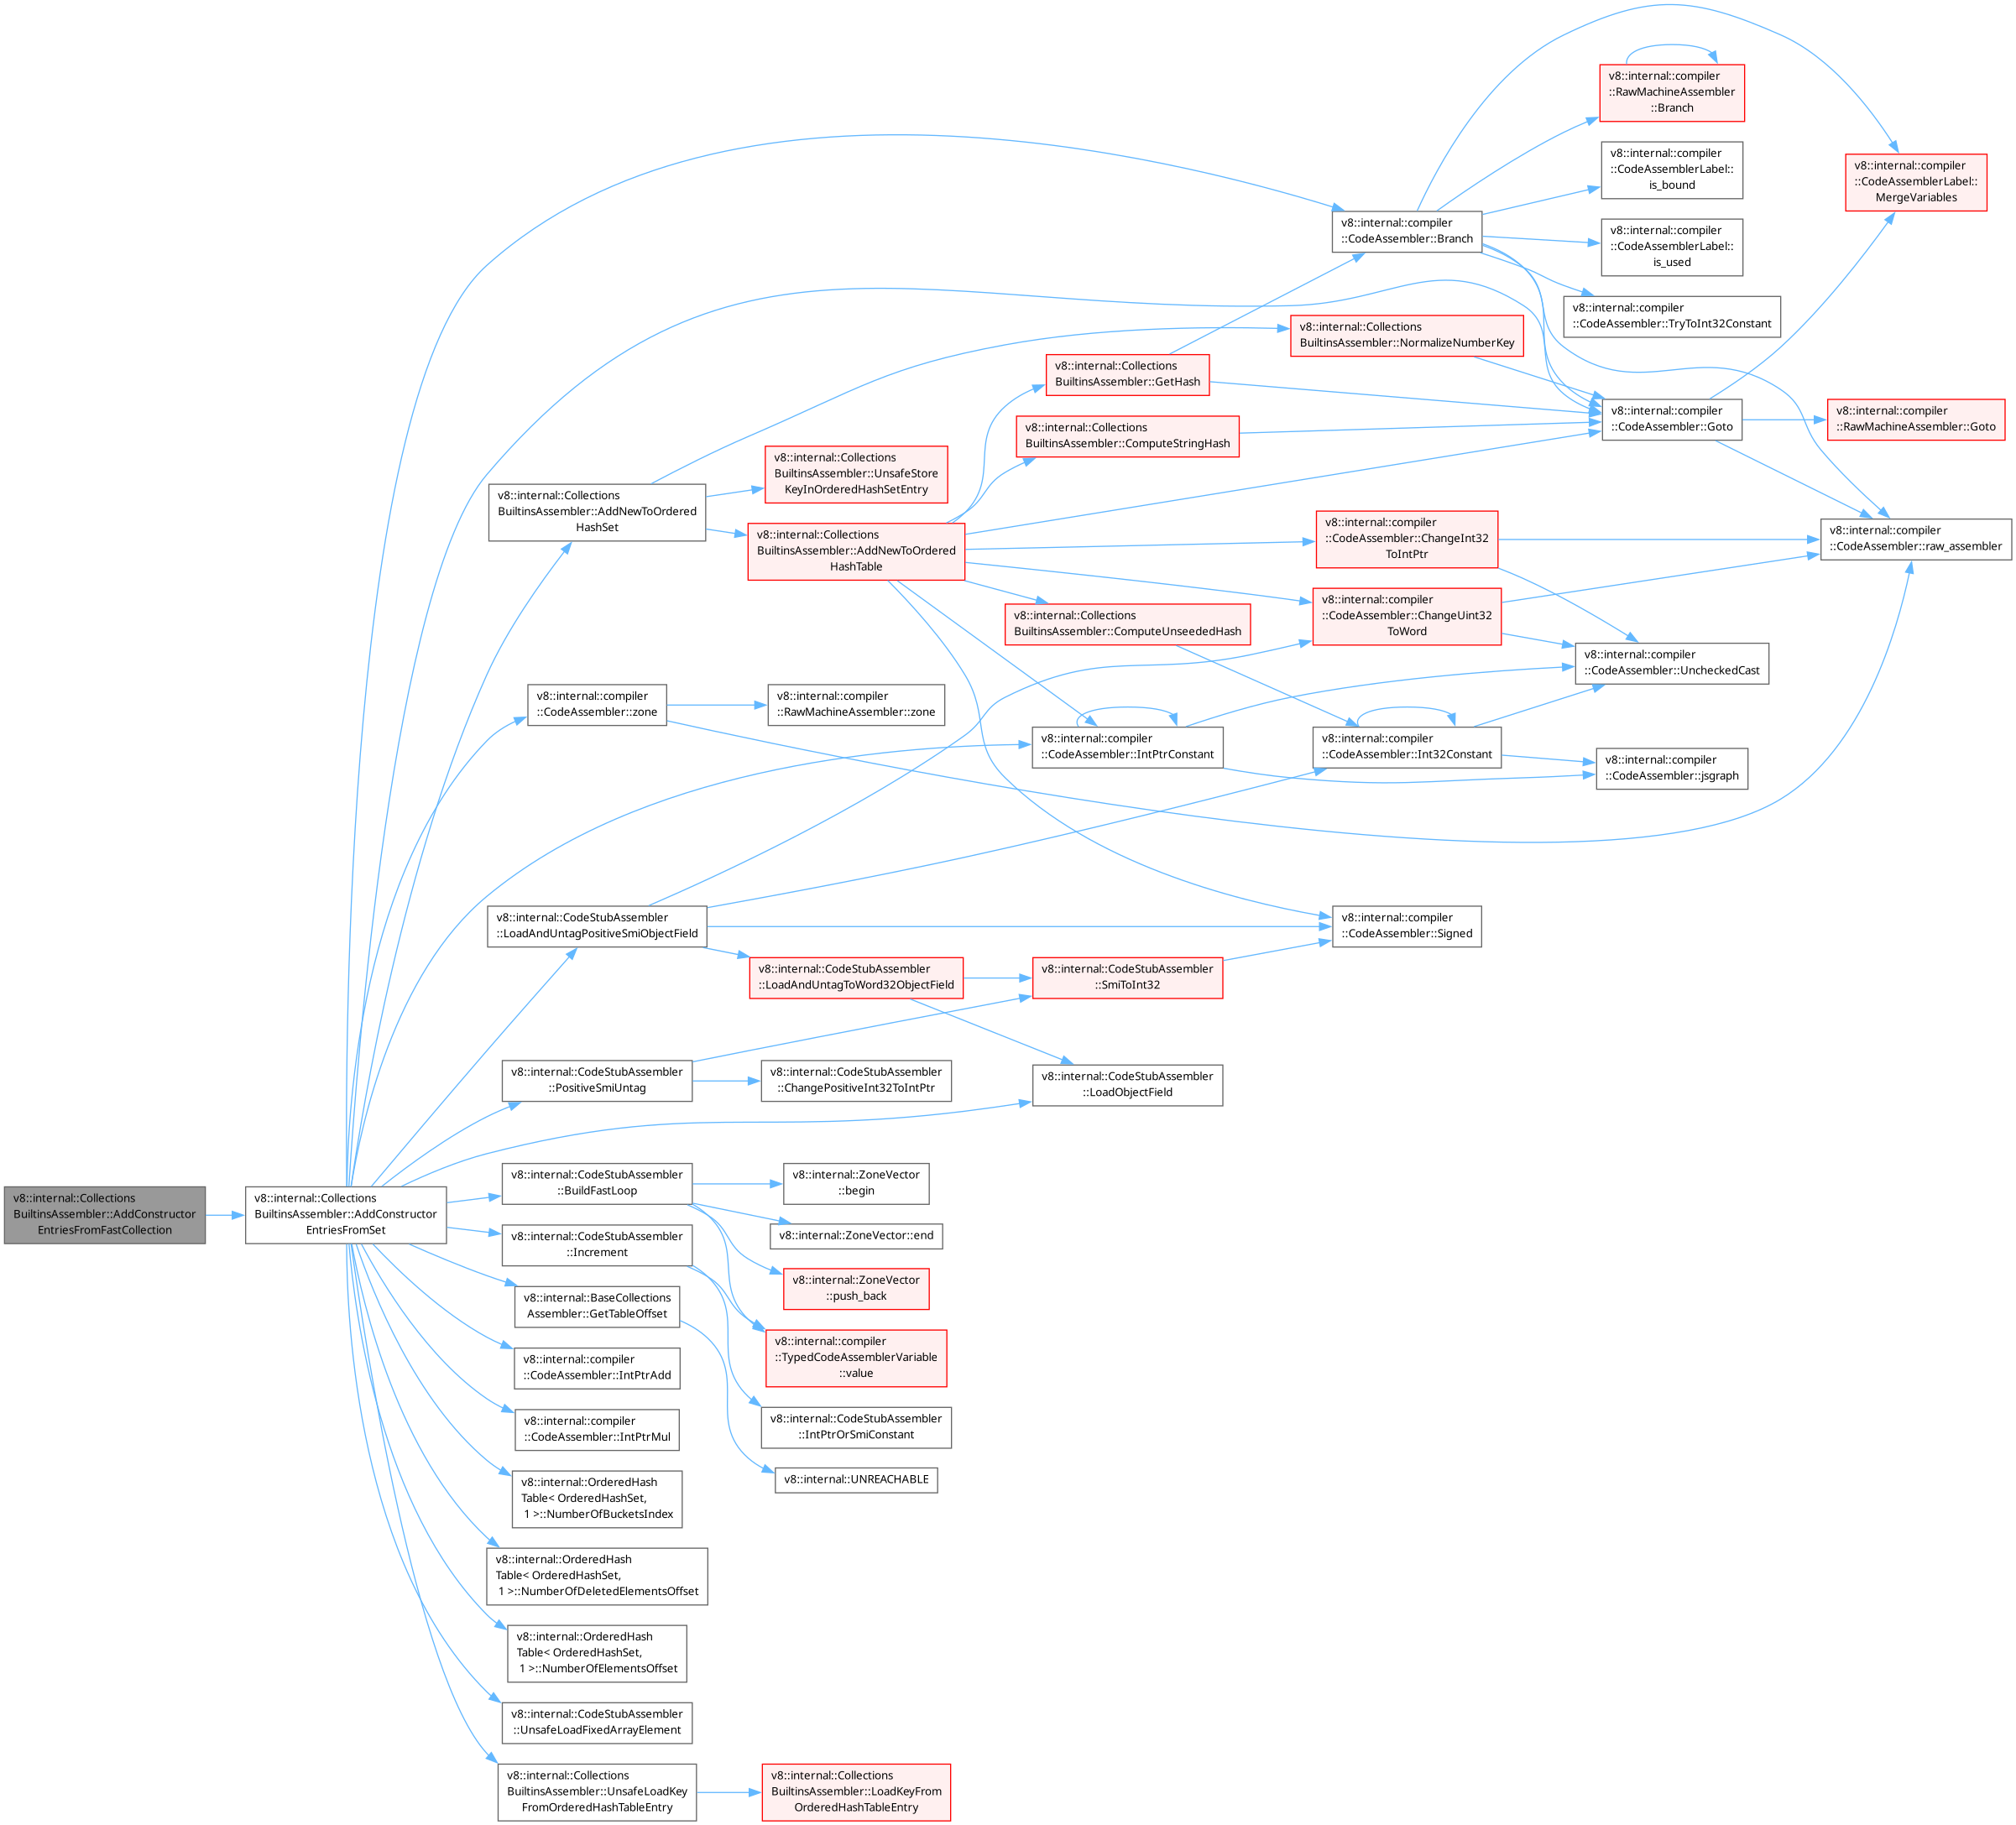 v8::internal::Collections
BuiltinsAssembler::AddConstructor
EntriesFromFastCollection
v8::internal::Collections
BuiltinsAssembler::AddConstructor
EntriesFromSet
v8::internal::Collections
BuiltinsAssembler::AddNewToOrdered
HashSet
v8::internal::compiler
::CodeAssembler::zone
v8::internal::CodeStubAssembler
::LoadAndUntagPositiveSmiObjectField
v8::internal::CodeStubAssembler
::PositiveSmiUntag
v8::internal::CodeStubAssembler
::BuildFastLoop
v8::internal::CodeStubAssembler
::Increment
v8::internal::BaseCollections
Assembler::GetTableOffset
v8::internal::compiler
::CodeAssembler::IntPtrAdd
v8::internal::compiler
::CodeAssembler::IntPtrMul
v8::internal::OrderedHash
Table< OrderedHashSet,
1 >::NumberOfBucketsIndex
v8::internal::OrderedHash
Table< OrderedHashSet,
1 >::NumberOfDeletedElementsOffset
v8::internal::OrderedHash
Table< OrderedHashSet,
1 >::NumberOfElementsOffset
v8::internal::CodeStubAssembler
::UnsafeLoadFixedArrayElement
v8::internal::Collections
BuiltinsAssembler::UnsafeLoadKey
FromOrderedHashTableEntry
v8::internal::Collections
BuiltinsAssembler::UnsafeStore
KeyInOrderedHashSetEntry
v8::internal::Collections
BuiltinsAssembler::AddNewToOrdered
HashTable
v8::internal::compiler
::RawMachineAssembler::zone
v8::internal::CodeStubAssembler
::LoadAndUntagToWord32ObjectField
v8::internal::CodeStubAssembler
::ChangePositiveInt32ToIntPtr
v8::internal::ZoneVector
::begin
v8::internal::ZoneVector::end
v8::internal::ZoneVector
::push_back
v8::internal::compiler
::TypedCodeAssemblerVariable
::value
v8::internal::CodeStubAssembler
::IntPtrOrSmiConstant
v8::internal::UNREACHABLE
v8::internal::Collections
BuiltinsAssembler::LoadKeyFrom
OrderedHashTableEntry
v8::internal::Collections
BuiltinsAssembler::GetHash
v8::internal::Collections
BuiltinsAssembler::ComputeStringHash
v8::internal::Collections
BuiltinsAssembler::ComputeUnseededHash
v8::internal::compiler
::CodeAssembler::IntPtrConstant
v8::internal::CodeStubAssembler
::SmiToInt32
v8::internal::CodeStubAssembler
::LoadObjectField
v8::internal::compiler
::CodeAssembler::Branch
v8::internal::Collections
BuiltinsAssembler::NormalizeNumberKey
v8::internal::compiler
::CodeAssembler::ChangeInt32
ToIntPtr
v8::internal::compiler
::CodeAssembler::ChangeUint32
ToWord
v8::internal::compiler
::CodeAssembler::Int32Constant
v8::internal::compiler
::CodeAssembler::Signed
v8::internal::compiler
::RawMachineAssembler
::Branch
v8::internal::compiler
::CodeAssemblerLabel::
is_bound
v8::internal::compiler
::CodeAssemblerLabel::
is_used
v8::internal::compiler
::CodeAssembler::TryToInt32Constant
v8::internal::compiler
::CodeAssembler::Goto
v8::internal::compiler
::CodeAssembler::UncheckedCast
v8::internal::compiler
::CodeAssembler::jsgraph
v8::internal::compiler
::CodeAssemblerLabel::
MergeVariables
v8::internal::compiler
::RawMachineAssembler::Goto
v8::internal::compiler
::CodeAssembler::raw_assembler